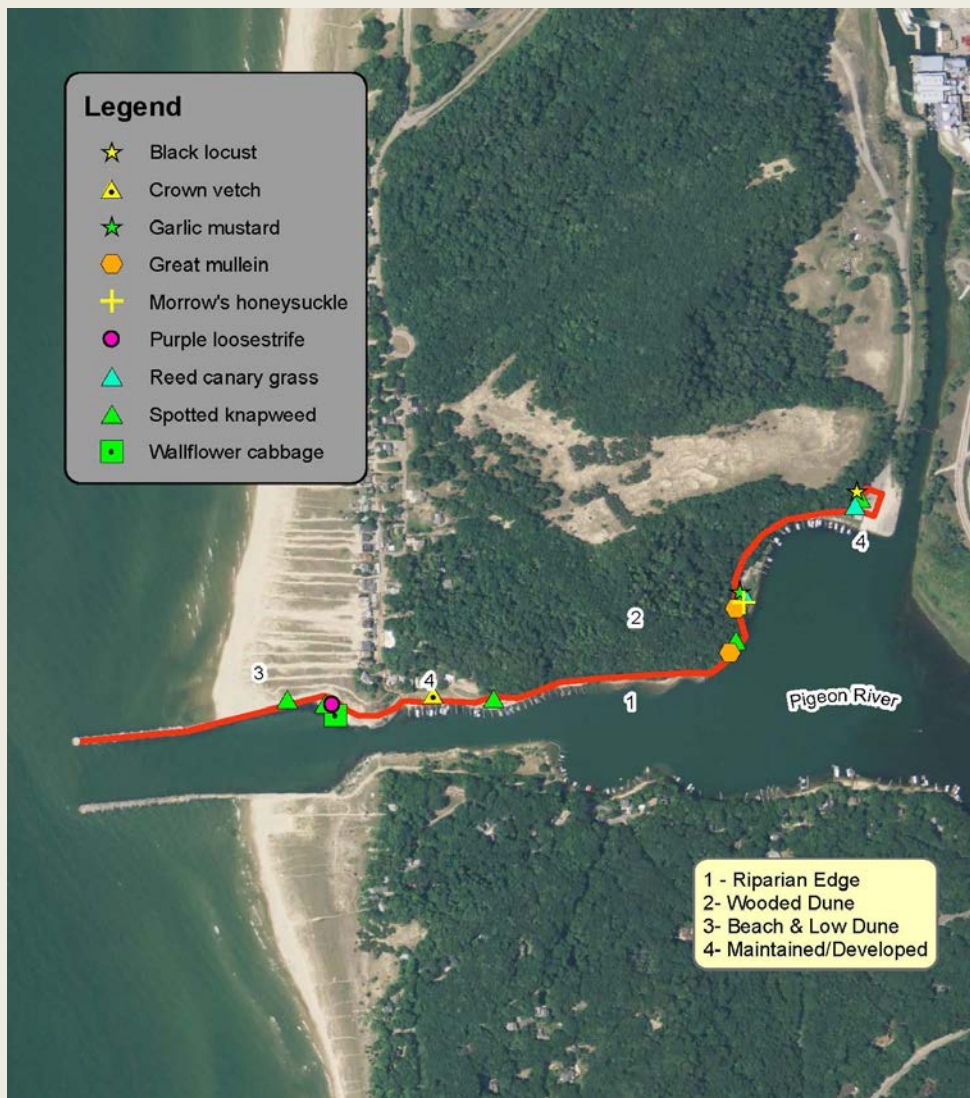 Legend
Black locust
Crown vetch
Garlic mustard
Great mullein
Morrow's honeysuckle
Purple loosestrife
Reed canary grass
Spotted knapweed
Wallflower cabbage
4
2
3
4
1
Pigeon River
1 - Riparian Edge
2- Wooded Dune
3- Beach & Low Dune
4- Maintained/Developed